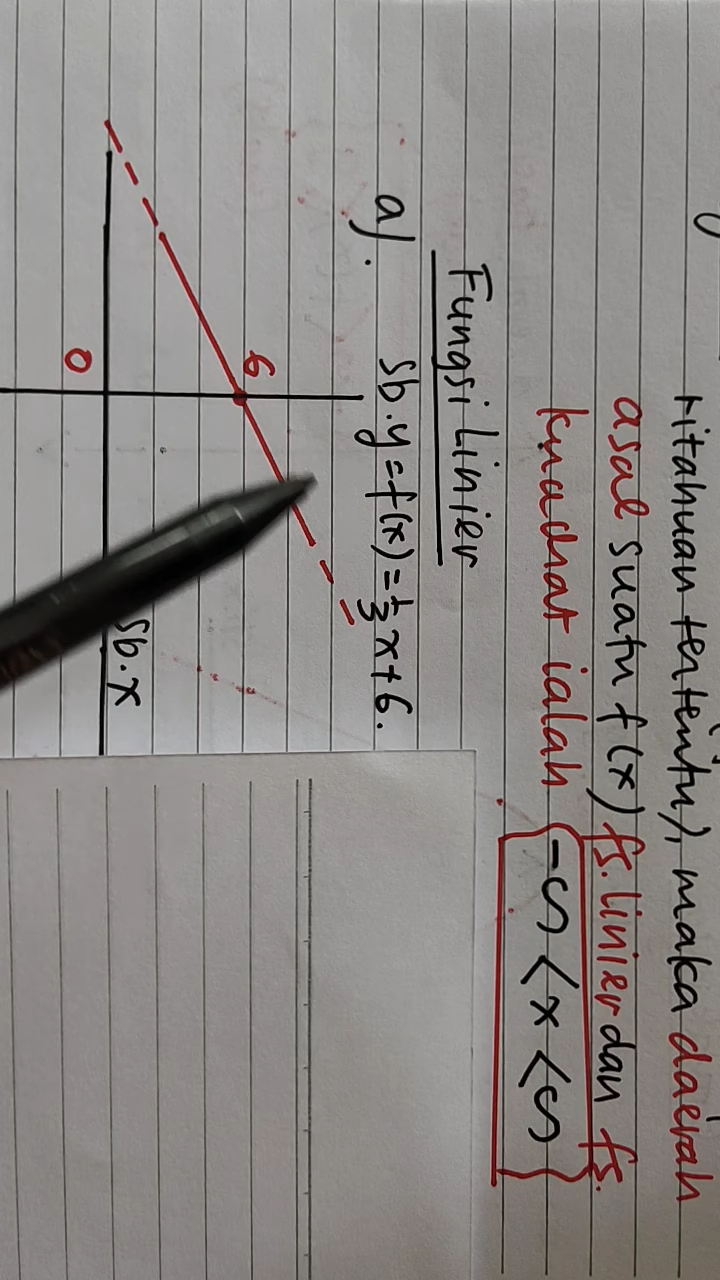 ritahuan tertentu), maka daerah
asal suatu f(x) fs. linier dan fs.
kuadrat ialah {-∽ < x < ∽}
Fungsi Linier
a). sb.y = f(x) = ⅓x + 6.
6
0
sb.x